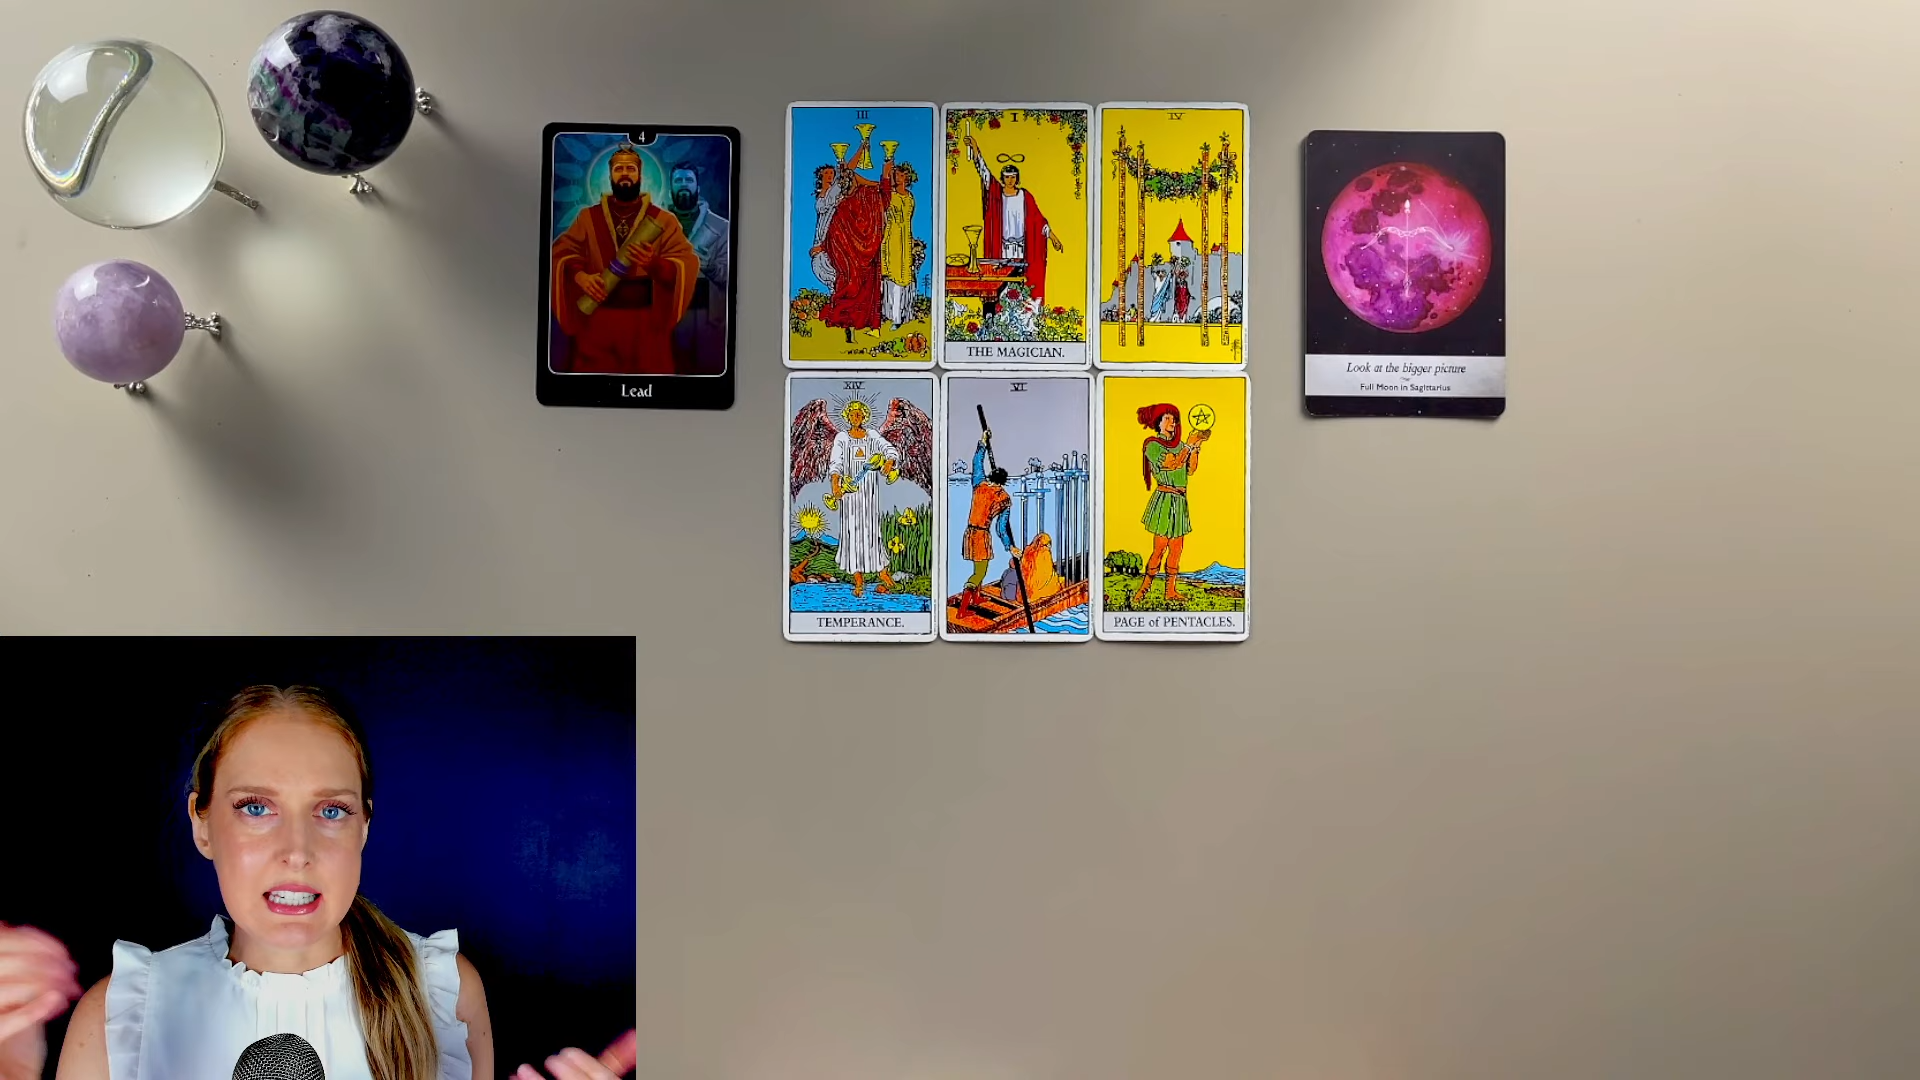 4
Lead
III
I
THE MAGICIAN.
IV
XIV
TEMPERANCE.
VI
PAGE of PENTACLES.
Look at the bigger picture
Full Moon in Sagittarius